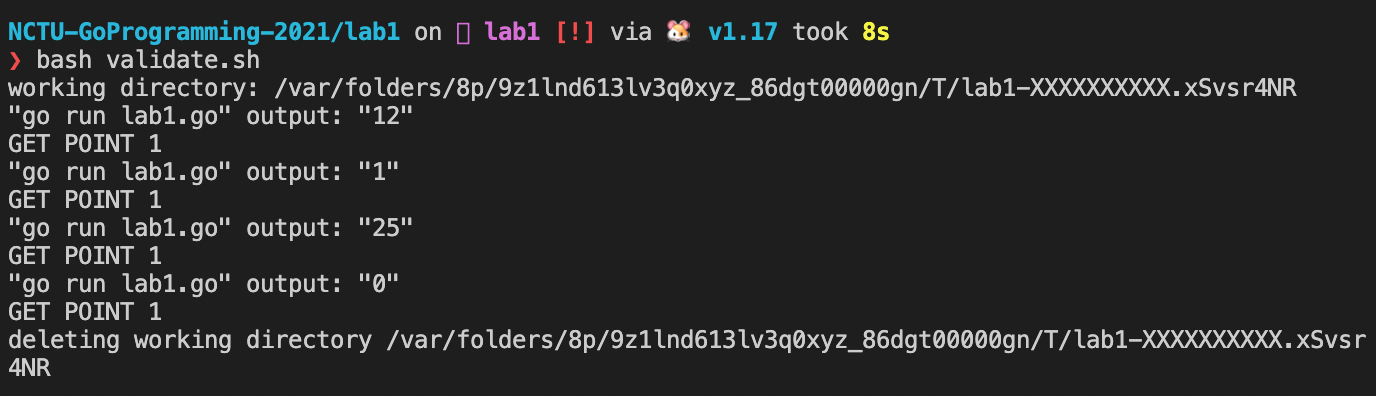 NCTU-GoProgramming-2021/lab1 on lab1 [!] via 🐹 v1.17 took 8s
❯ bash validate.sh
working directory: /var/folders/8p/9z1lnd613lv3q0xyz_86dgt00000gn/T/lab1-XXXXXXXXXX.xSvsr4NR
"go run lab1.go" output: "12"
GET POINT 1
"go run lab1.go" output: "1"
GET POINT 1
"go run lab1.go" output: "25"
GET POINT 1
"go run lab1.go" output: "0"
GET POINT 1
deleting working directory /var/folders/8p/9z1lnd613lv3q0xyz_86dgt00000gn/T/lab1-XXXXXXXXXX.xSvsr
4NR